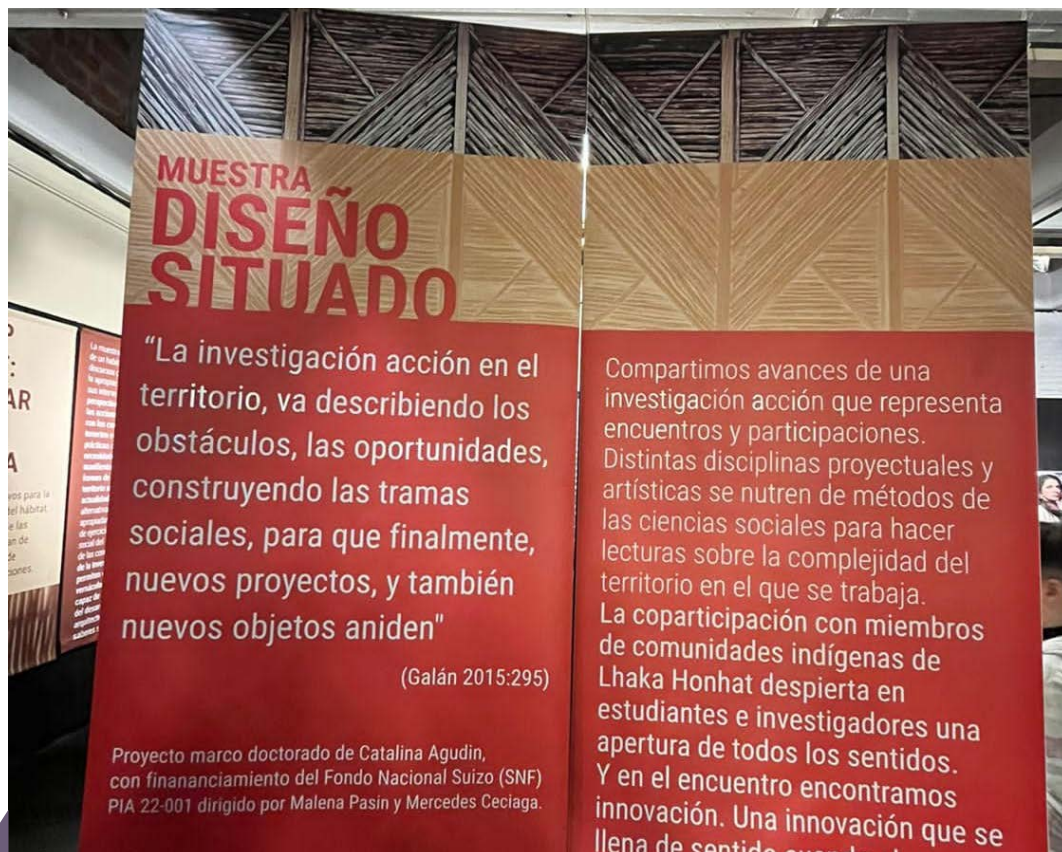 MUESTRA
DISEÑO
SITUADO
“La investigación acción en el
territorio, va describiendo los
obstáculos, las oportunidades,
construyendo las tramas
sociales, para que finalmente,
nuevos proyectos, y también
nuevos objetos aniden"
(Galán 2015:295)
Proyecto marco doctorado de Catalina Agudin,
con finananciamiento del Fondo Nacional Suizo (SNF)
PIA 22-001 dirigido por Malena Pasin y Mercedes Ceciaga.
Compartimos avances de una
investigación acción que representa
encuentros y participaciones.
Distintas disciplinas proyectuales y
artísticas se nutren de métodos de
las ciencias sociales para hacer
lecturas sobre la complejidad del
territorio en el que se trabaja.
La coparticipación con miembros
de comunidades indígenas de
Lhaka Honhat despierta en
estudiantes e investigadores una
apertura de todos los sentidos.
Y en el encuentro encontramos
innovación. Una innovación que se
llena de sentido